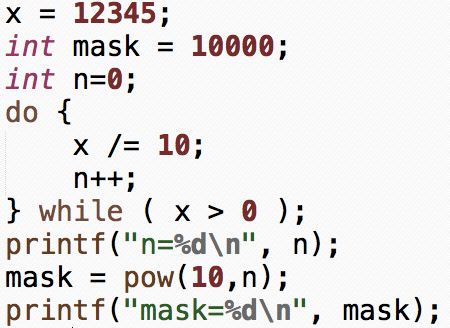 x = 12345;
int mask = 10000;
int n=0;
do {
    x /= 10;
    n++;
} while ( x > 0 );
printf("n=%d\n", n);
mask = pow(10,n);
printf("mask=%d\n", mask);